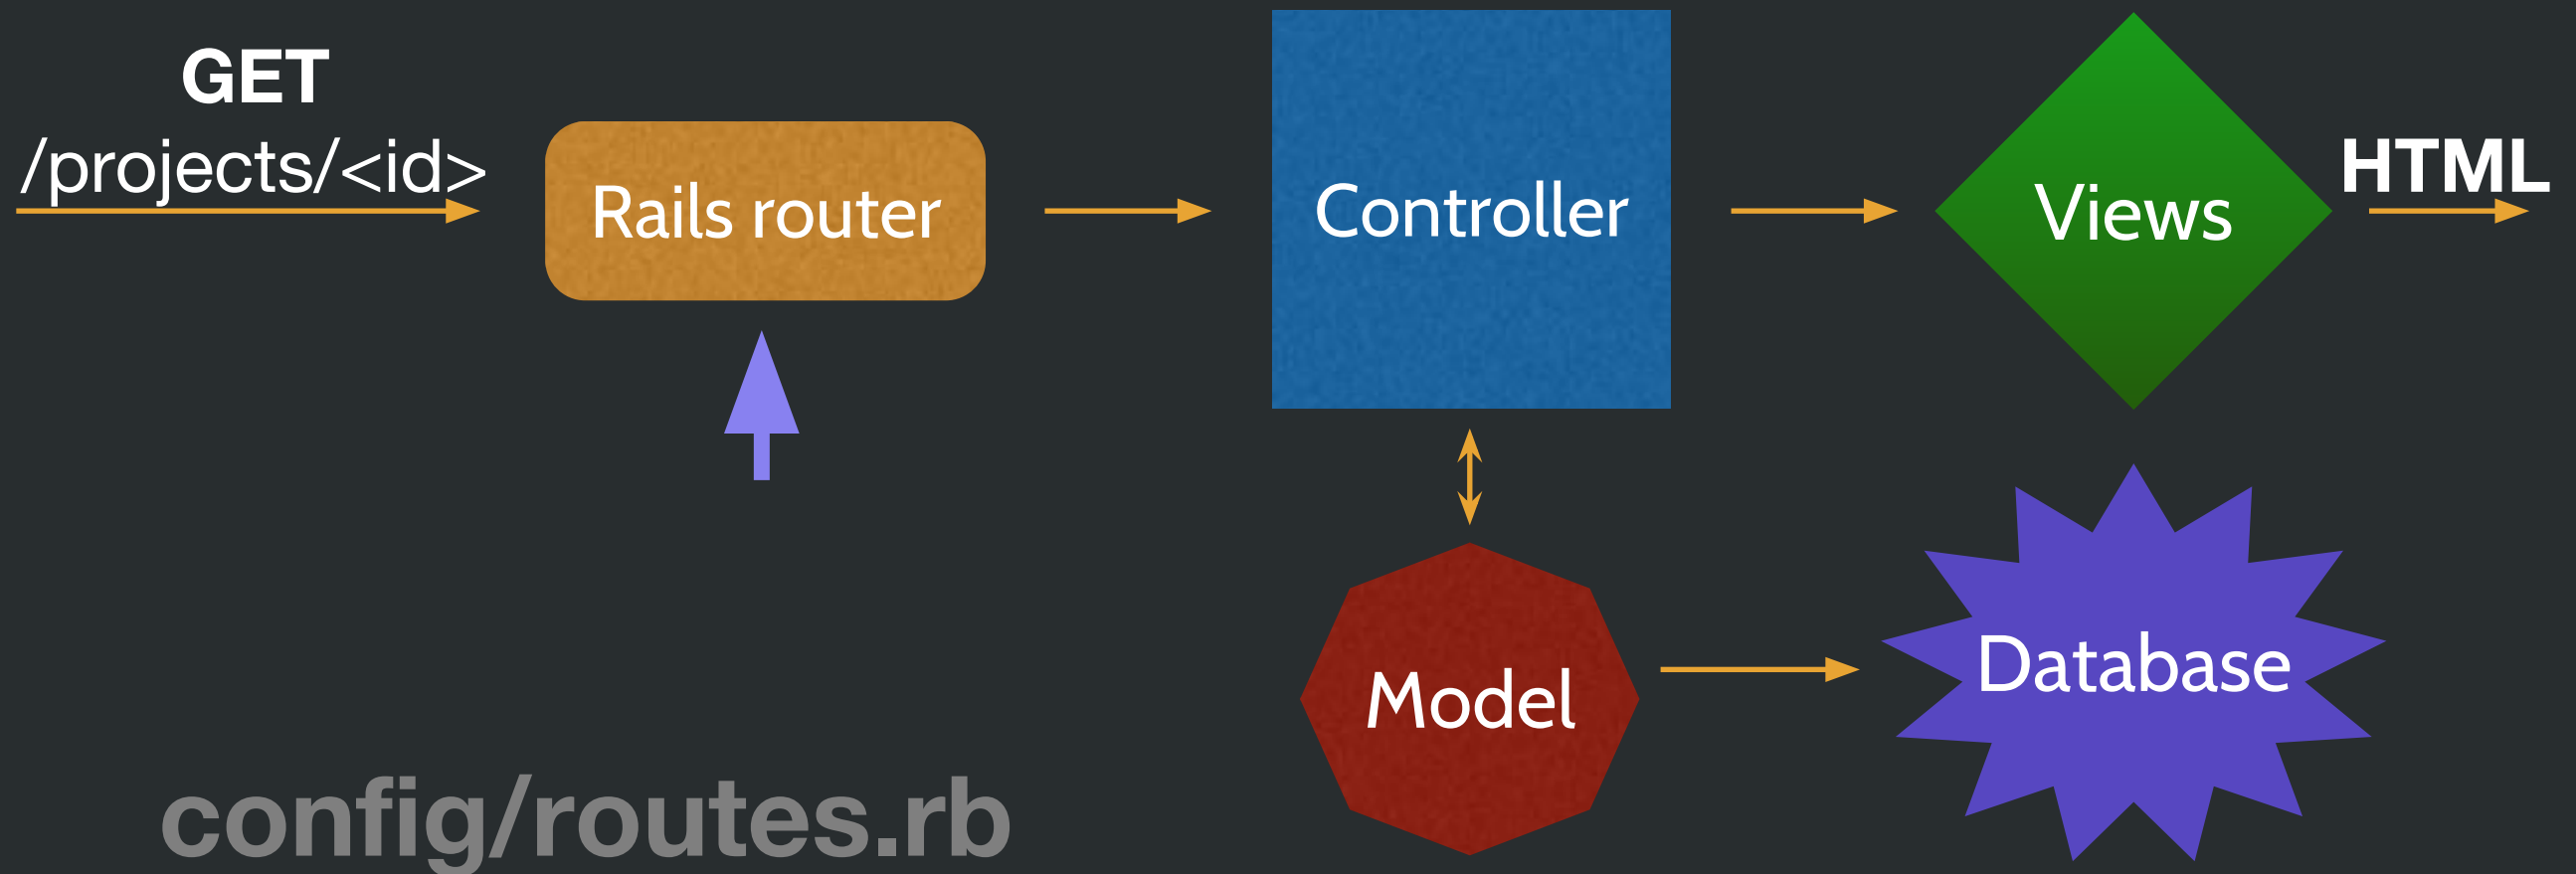 GET
/projects/<id>
Rails router
Controller
Views
HTML
Model
Database
config/routes.rb